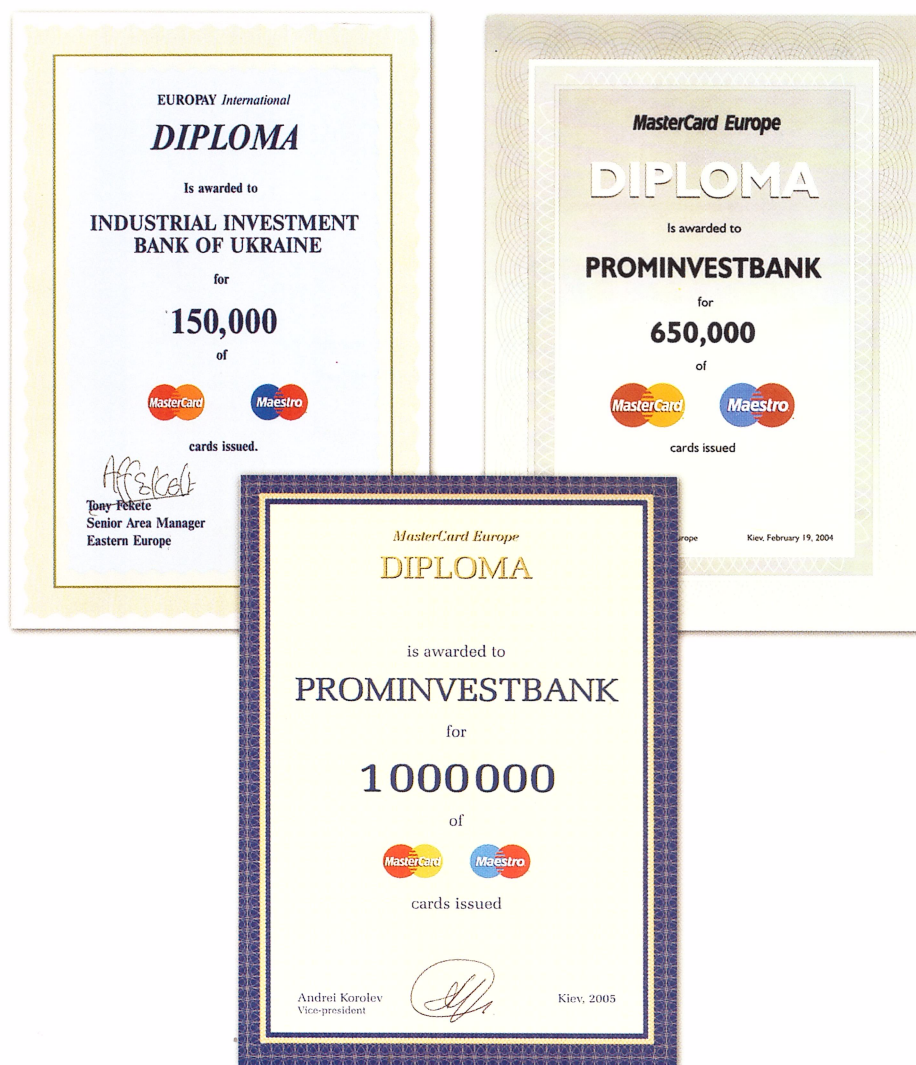 EUROPAY International
DIPLOMA
Is awarded to
INDUSTRIAL INVESTMENT
BANK OF UKRAINE
for
150,000
of
MasterCard Maestro
cards issued.
Tony Fekete
Senior Area Manager
Eastern Europe
MasterCard Europe
DIPLOMA
Is awarded to
PROMINVESTBANK
for
650,000
of
MasterCard Maestro
cards issued
Kiev, February 19, 2004
MasterCard Europe
DIPLOMA
is awarded to
PROMINVESTBANK
for
1000000
of
MasterCard Maestro
cards issued
Andrei Korolev
Vice-president
Kiev, 2005